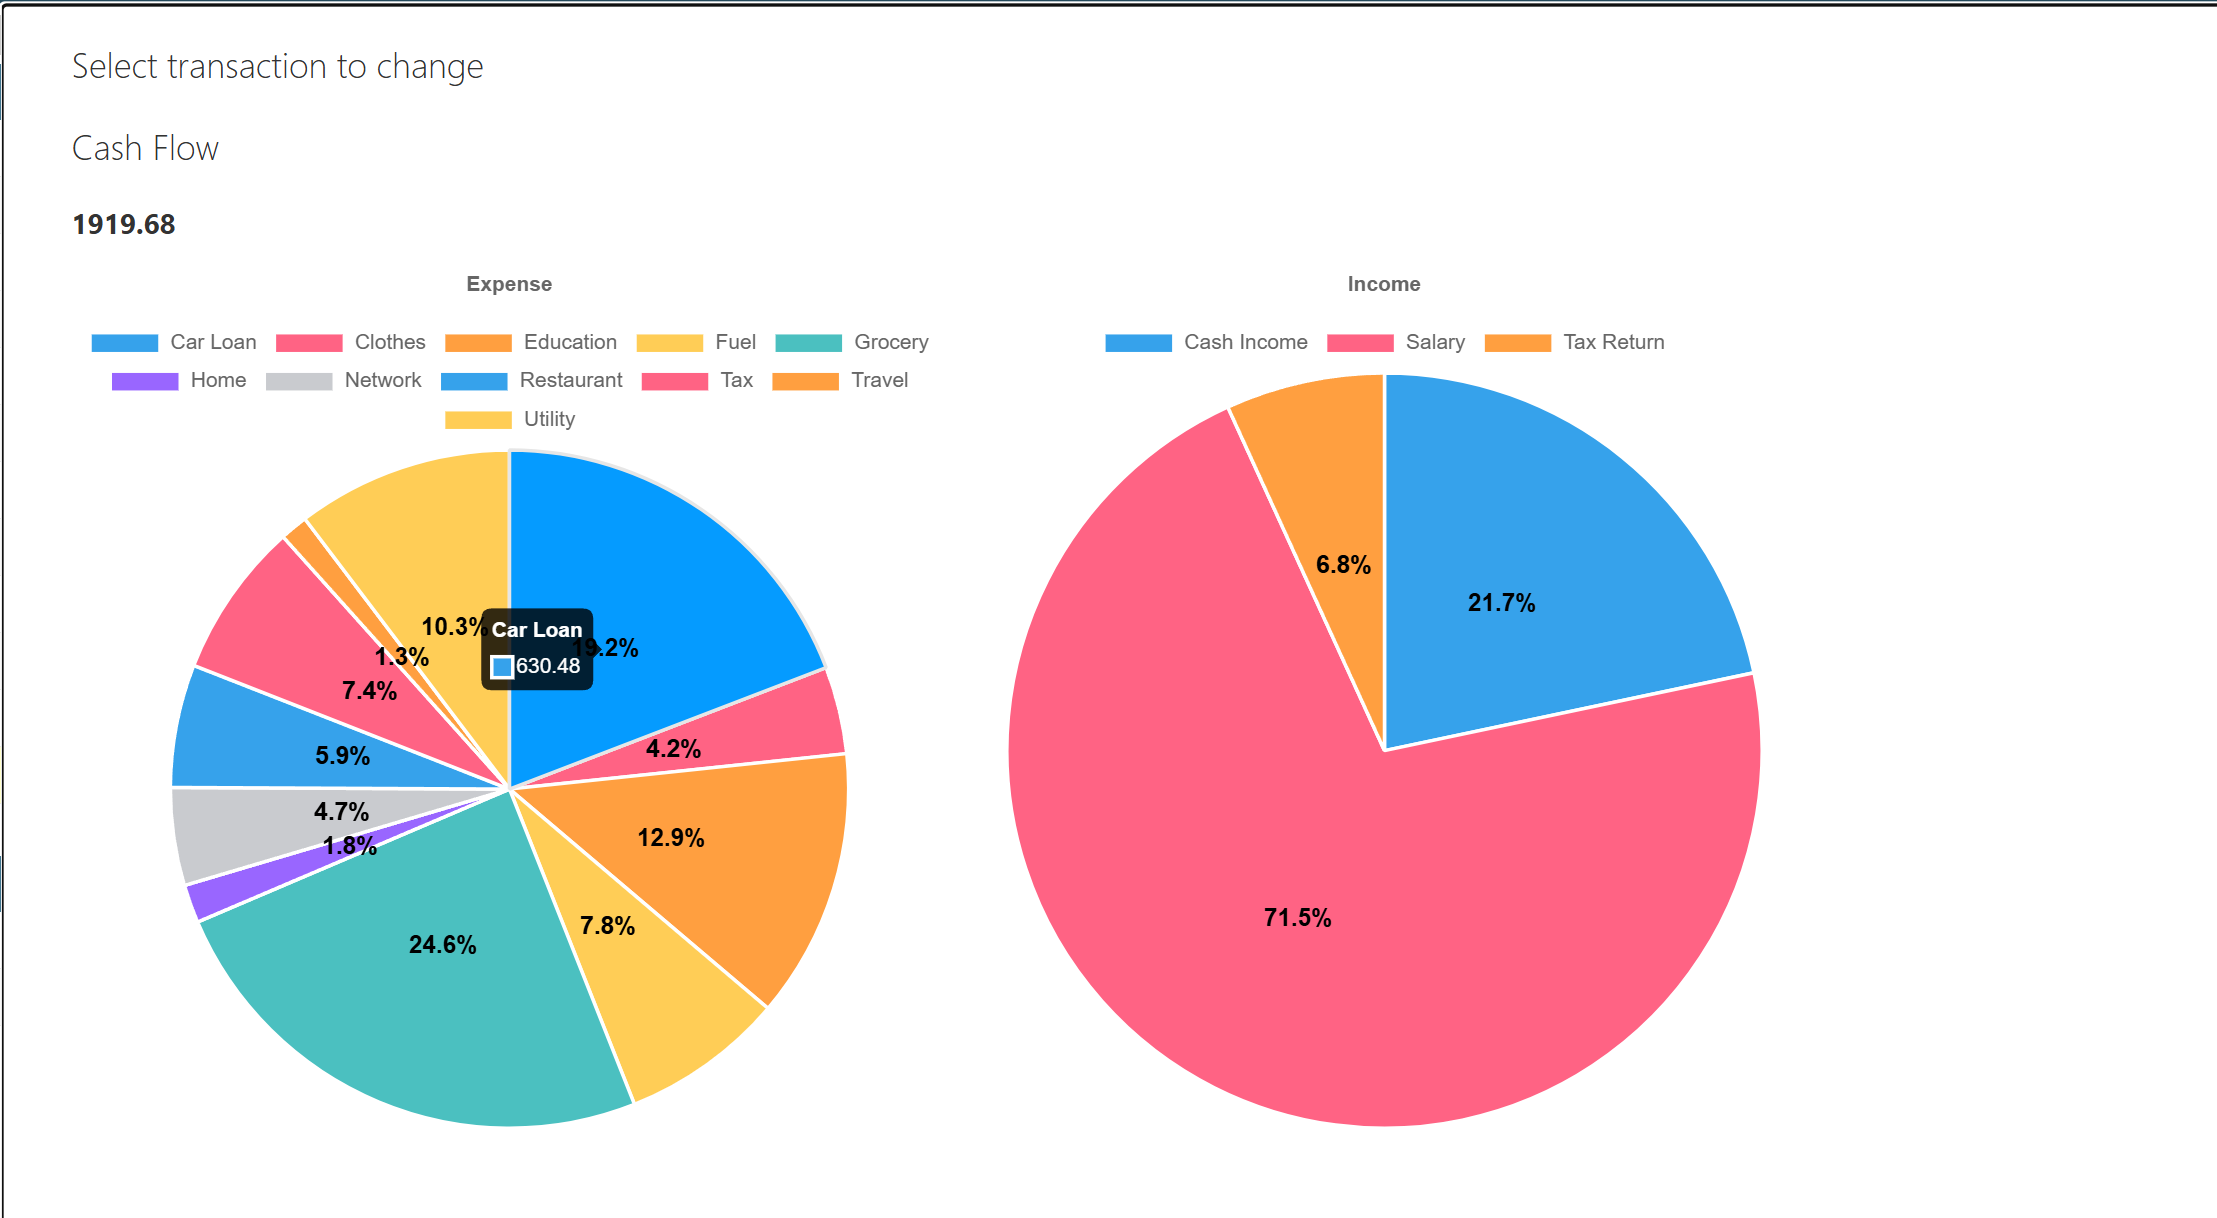 Select transaction to change
Cash Flow
1919.68
Expense
Car Loan Clothes Education Fuel Grocery
Home Network Restaurant Tax Travel
Utility
10.3%
Car Loan
630.48
19.2%
1.3%
7.4%
5.9%
4.2%
4.7%
1.8%
12.9%
7.8%
24.6%
Income
Cash Income Salary Tax Return
6.8%
21.7%
71.5%